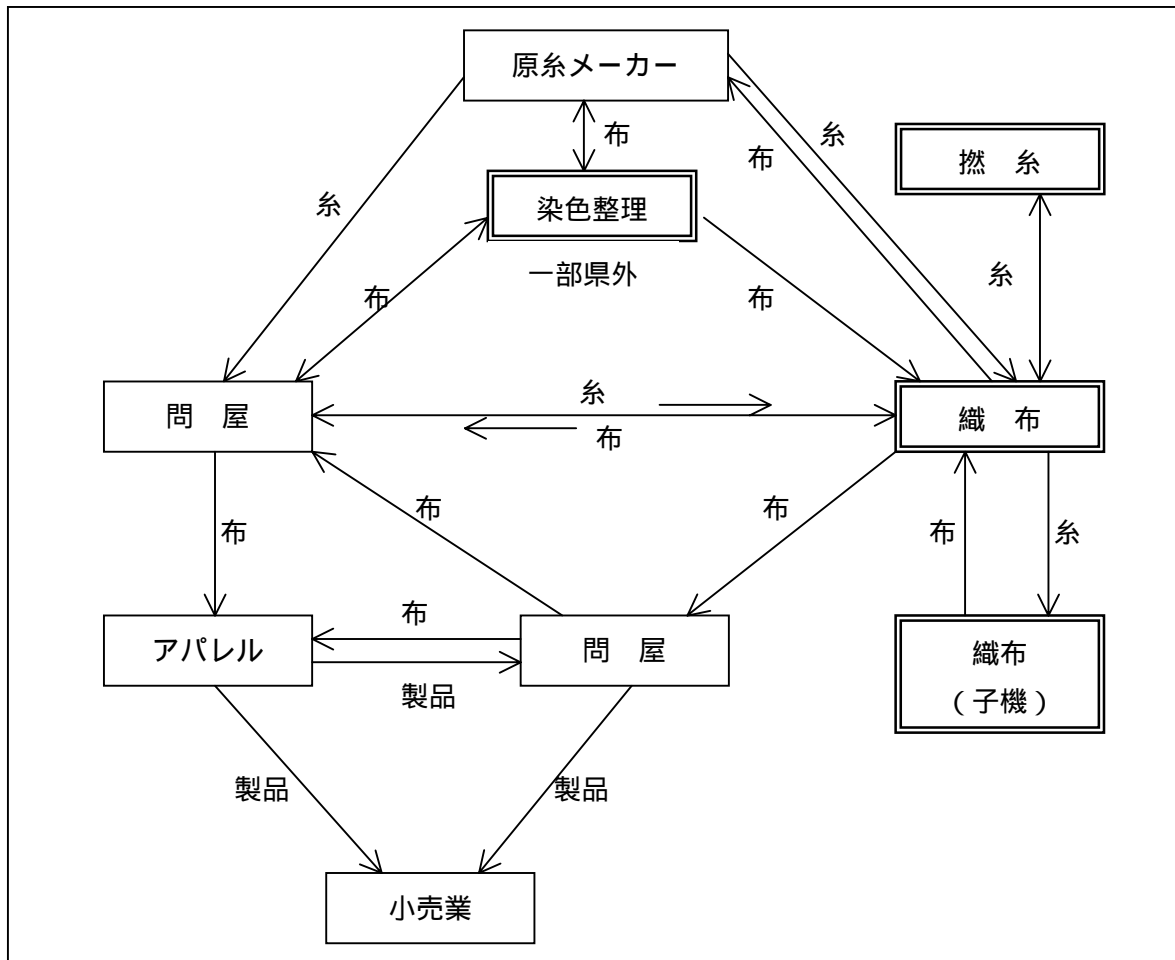 原糸メーカー
布
糸
布
糸
撚 糸
染色整理
一部県外
布
布
糸
問 屋
糸
布
織 布
布
布
布
布
糸
アパレル
布
製品
問 屋
織布
(子機)
製品
製品
小売業